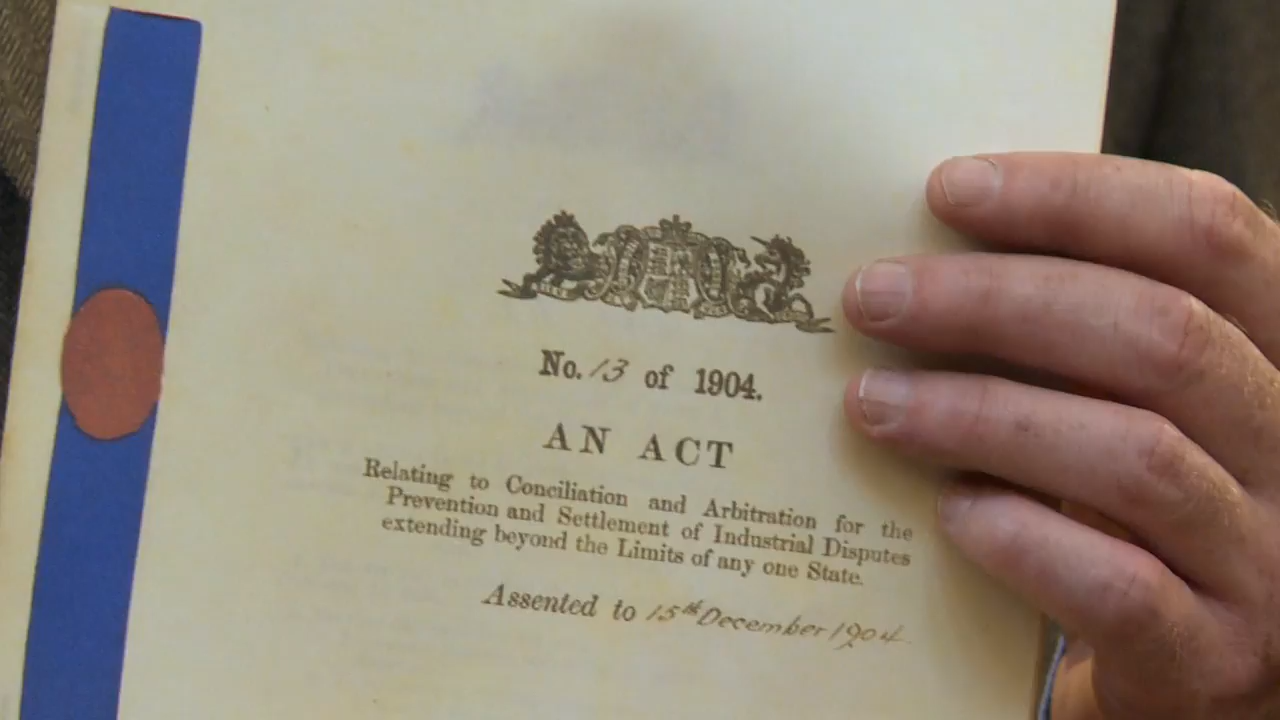 No. 13 of 1904.
AN ACT
Relating to Conciliation and Arbitration for the
Prevention and Settlement of Industrial Disputes
extending beyond the Limits of any one State.
Assented to 15th December 1904